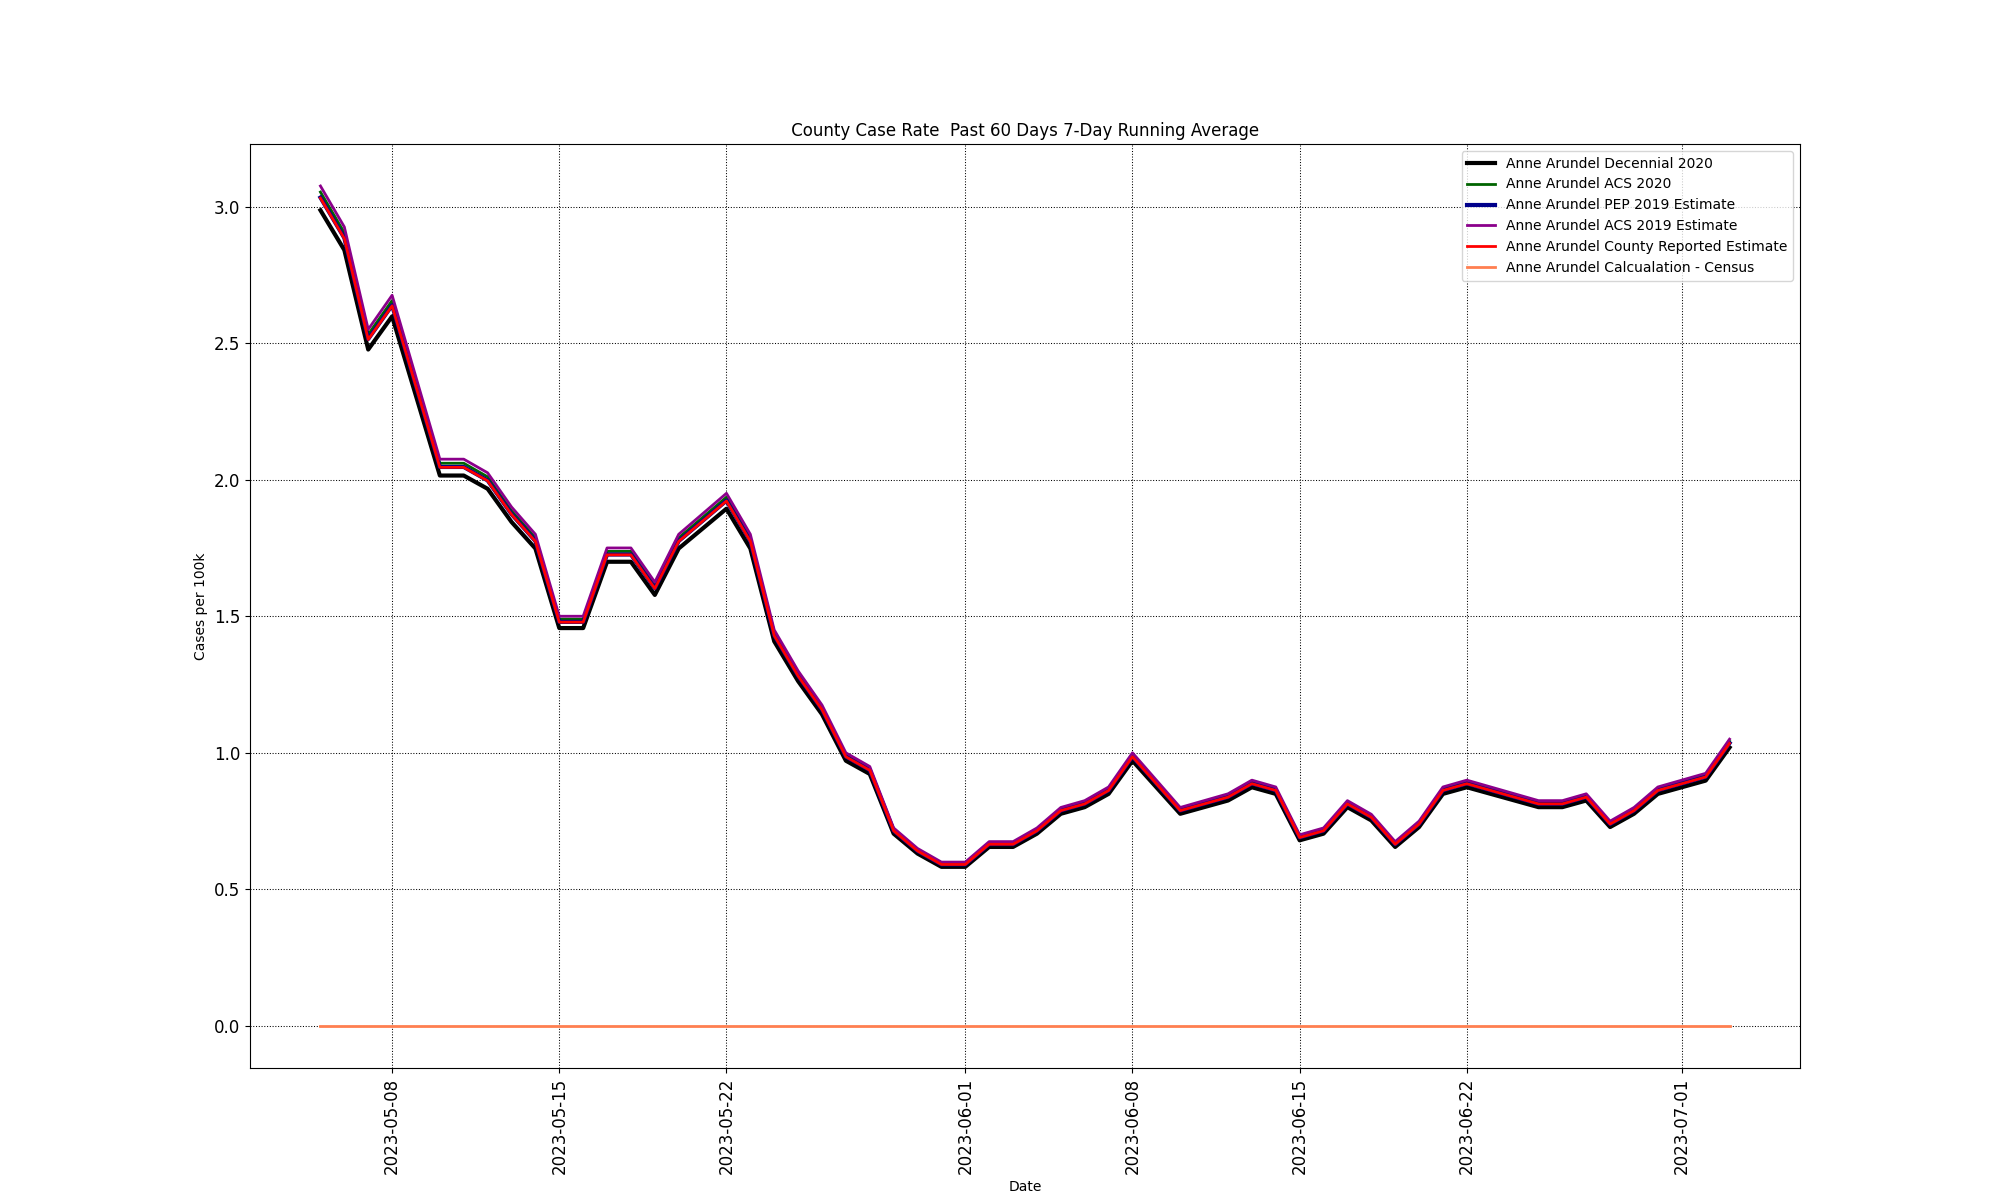 County Case Rate  Past 60 Days 7-Day Running Average
Anne Arundel Decennial 2020
Anne Arundel ACS 2020
Anne Arundel PEP 2019 Estimate
Anne Arundel ACS 2019 Estimate
Anne Arundel County Reported Estimate
Anne Arundel Calcualation - Census
3.0
2.5
2.0
1.5
1.0
0.5
0.0
Cases per 100k
2023-05-08
2023-05-15
2023-05-22
2023-06-01
2023-06-08
2023-06-15
2023-06-22
2023-07-01
Date